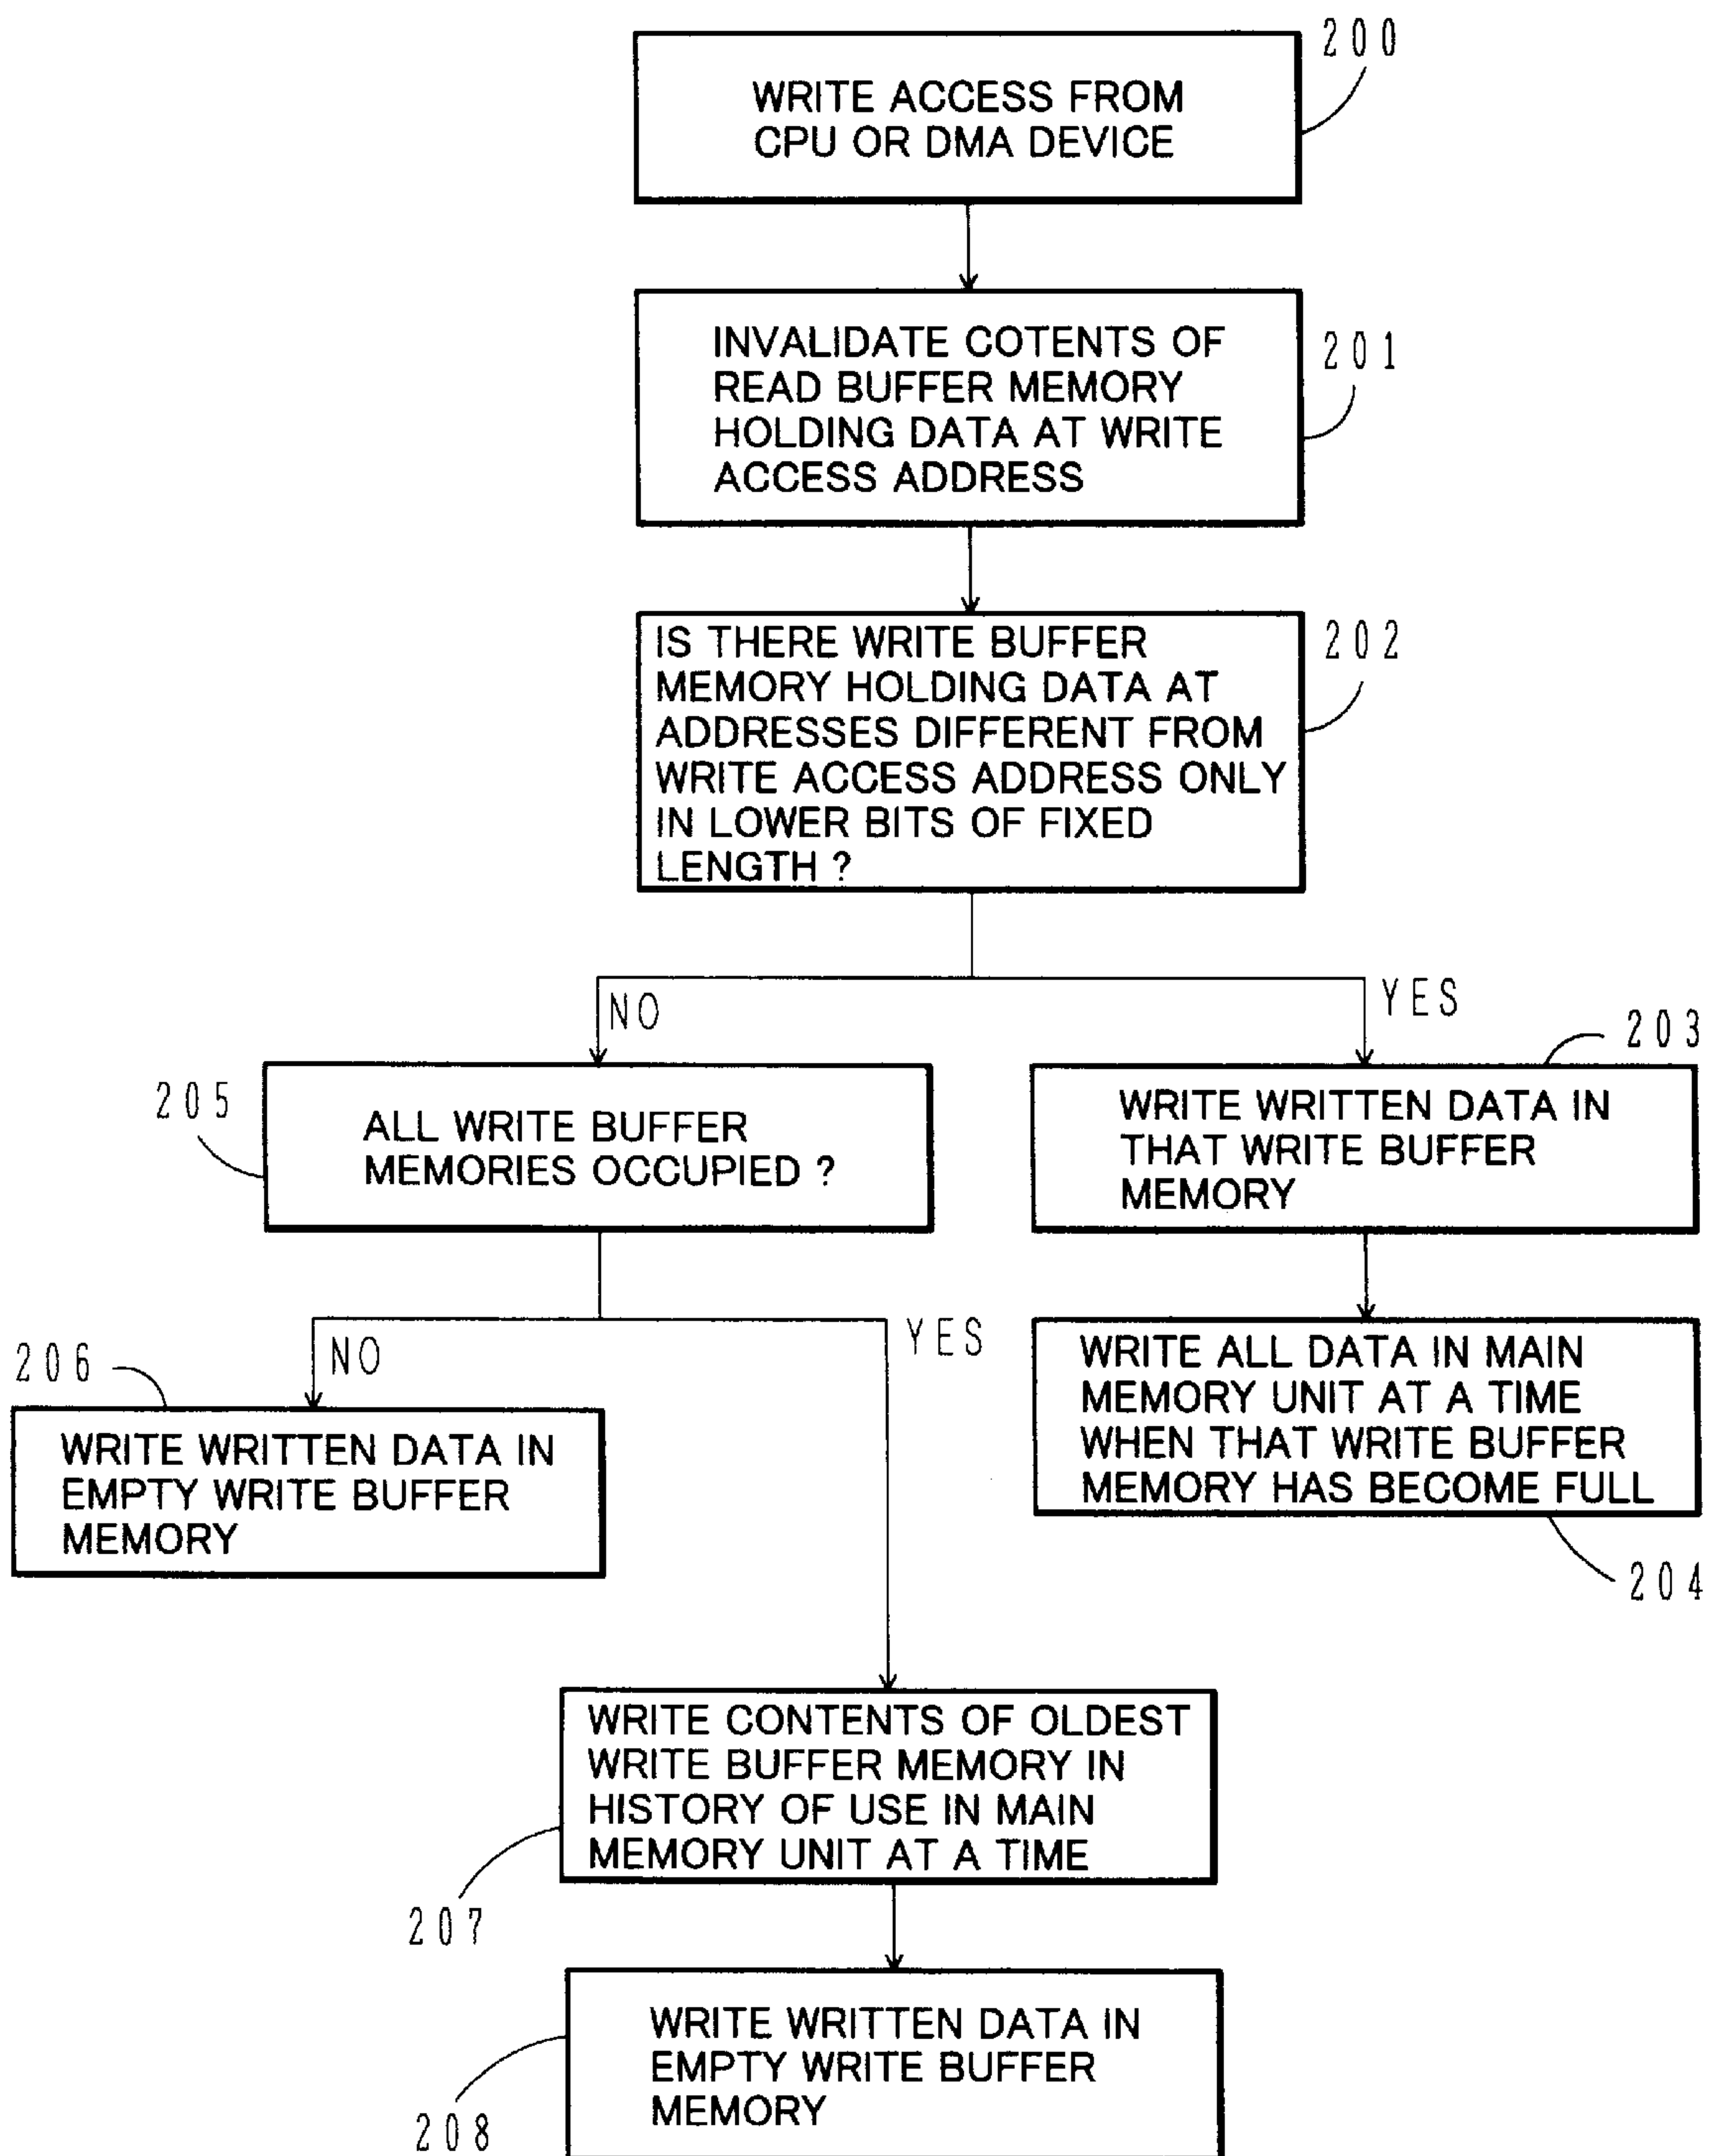 200
WRITE ACCESS FROM
CPU OR DMA DEVICE
INVALIDATE COTENTS OF
READ BUFFER MEMORY
HOLDING DATA AT WRITE
ACCESS ADDRESS
201
IS THERE WRITE BUFFER
MEMORY HOLDING DATA AT
ADDRESSES DIFFERENT FROM
WRITE ACCESS ADDRESS ONLY
IN LOWER BITS OF FIXED
LENGTH ?
202
NO
YES
203
205
ALL WRITE BUFFER
MEMORIES OCCUPIED ?
WRITE WRITTEN DATA IN
THAT WRITE BUFFER
MEMORY
206
NO
YES
WRITE ALL DATA IN MAIN
MEMORY UNIT AT A TIME
WHEN THAT WRITE BUFFER
MEMORY HAS BECOME FULL
204
WRITE WRITTEN DATA IN
EMPTY WRITE BUFFER
MEMORY
WRITE CONTENTS OF OLDEST
WRITE BUFFER MEMORY IN
HISTORY OF USE IN MAIN
MEMORY UNIT AT A TIME
207
WRITE WRITTEN DATA IN
EMPTY WRITE BUFFER
MEMORY
208